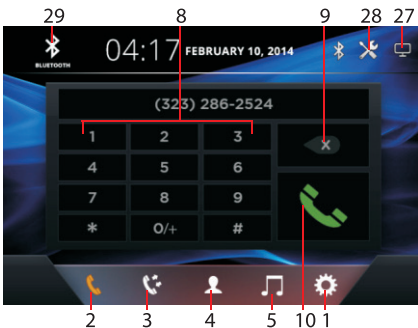 29 8 9 28 27
BLUETOOTH 04:17 FEBRUARY 10, 2014
(323) 286-2524
1 2 3
4 5 6
7 8 9
* 0/+ #
X
2 3 4 5 10 1